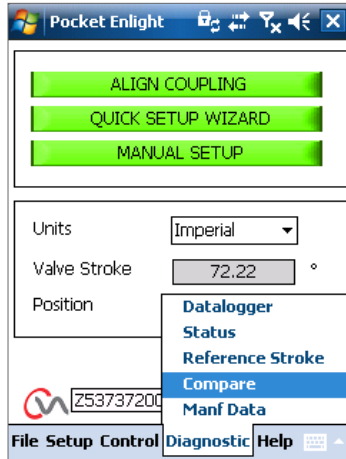 Pocket Enlight
ALIGN COUPLING
QUICK SETUP WIZARD
MANUAL SETUP
Units Imperial
Valve Stroke 72.22 °
Position
Datalogger
Status
Reference Stroke
Compare
Manf Data
Z53737200
File Setup Control Diagnostic Help